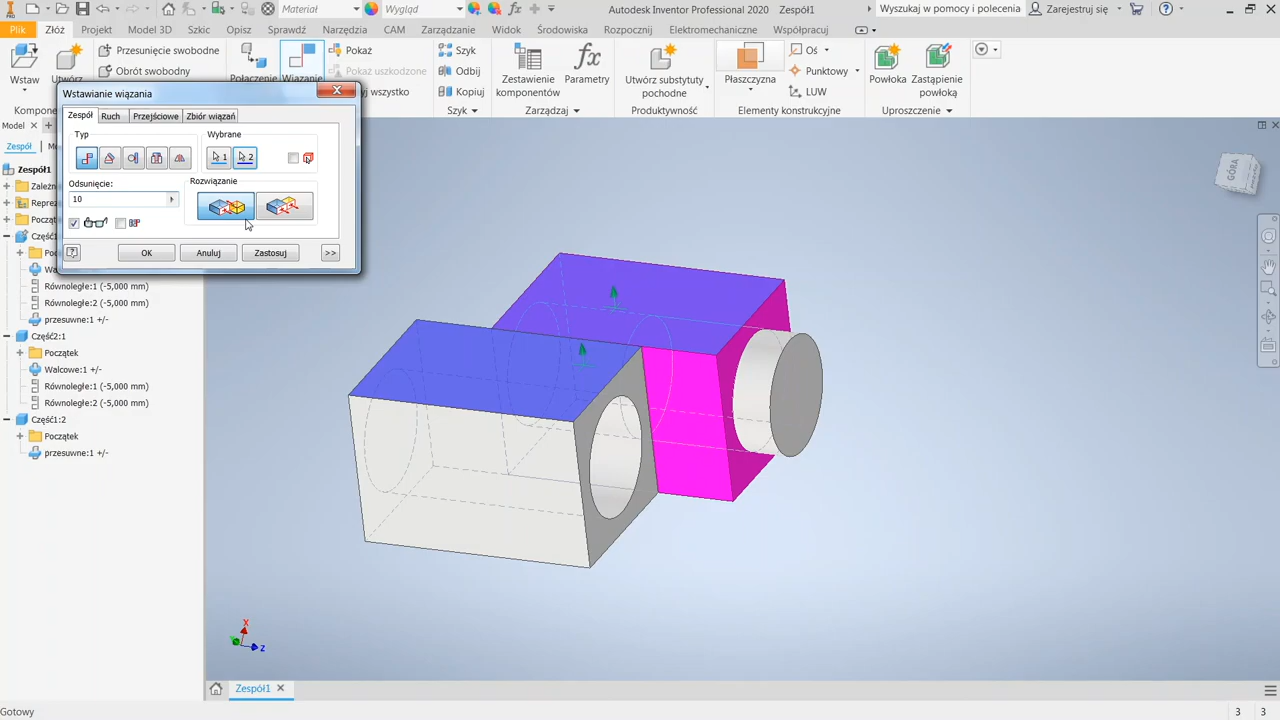 Materiał
Wygląd
Autodesk Inventor Professional 2020 Zespół1
Wyszukaj w pomocy i polecenia
Zarejestruj się
Plik Złóż Projekt Model 3D Szkic Opisz Sprawdź Narzędzia CAM Zarządzanie Widok Środowiska Rozpocznij Elektromechaniczne Współpracuj
Przesunięcie swobodne
Pokaż
Szyk
Oś
Obrót swobodny
Pokaż uszkodzone
Odbij
Punktowy
Kopiuj
LUW
Wstaw
Utwórz
Połączenie
Wiązanie
Zestawienie
komponentów
Parametry
Utwórz substytuty
pochodne
Płaszczyzna
Powłoka
Zastąpienie
powłoką
Szyk
Zarządzaj
Produktywność
Elementy konstrukcyjne
Uproszczenie
Wstawianie wiązania
Zespół Ruch Przejściowe Zbiór wiązań
Typ
Wybrane
1 2
Odsunięcie:
10
Rozwiązanie
OK Anuluj Zastosuj >>
Model
Zespół
Zespół1
Część2:1
Początek
Równoległe:1 (-5,000 mm)
Równoległe:2 (-5,000 mm)
przesuwne:1 +/-
Początek
Walcowe:1 +/-
Równoległe:1 (-5,000 mm)
Równoległe:2 (-5,000 mm)
Część1:2
Początek
przesuwne:1 +/-
GÓRA
X
Y
Z
Zespół1
Gotowy
3 3